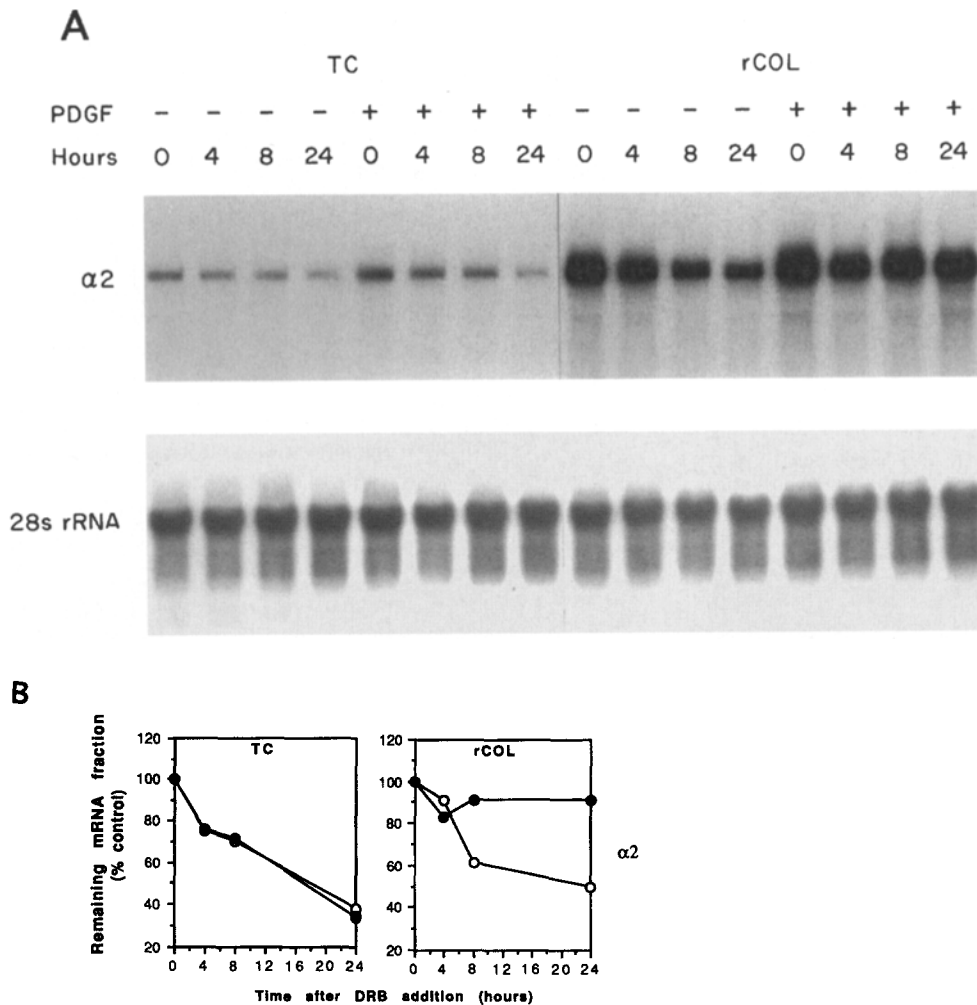 A
TC rCOL
PDGF - - - - + + + + - - - - + + + +
Hours 0 4 8 24 0 4 8 24 0 4 8 24 0 4 8 24
α2
28s rRNA
B
Remaining mRNA fraction
(% control)
120 TC 120 rCOL
100 100
80 80
α2
60 60
40 40
20 20
0 4 8 12 16 20 24 0 4 8 12 16 20 24
Time after DRB addition (hours)